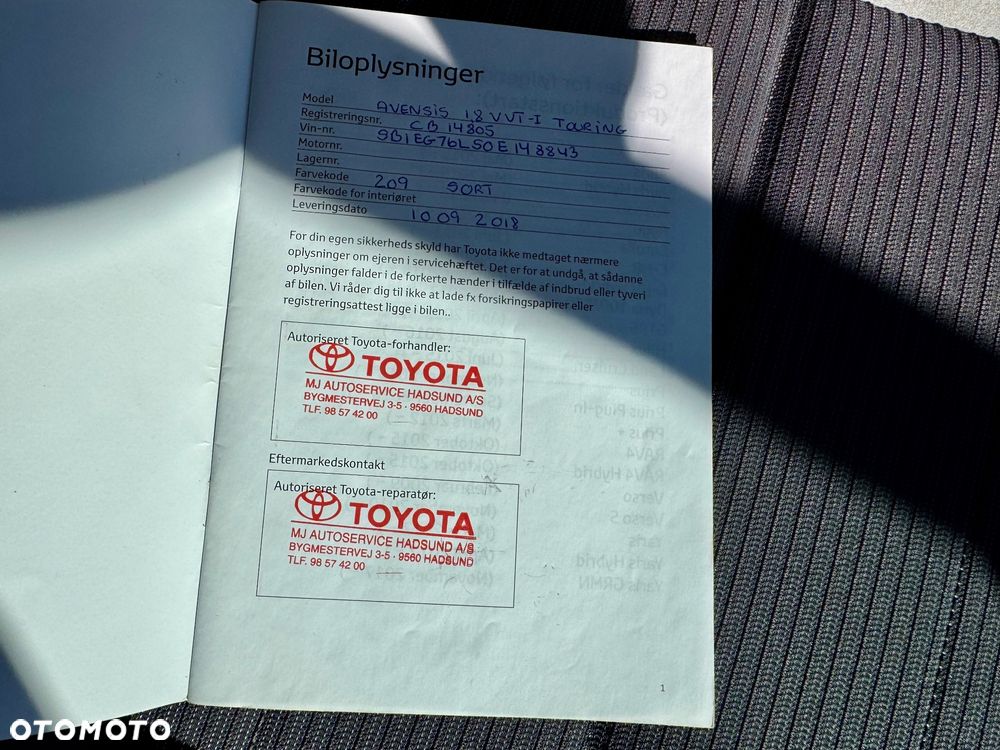 Biloplysninger
Model AVENSIS 1.8 VVT-I TOURING
Registreringsnr. CB 14805
Vin-nr. SB1EG76L50E148843
Motornr.
Lagernr.
Farvekode 209 SORT
Farvekode for interiøret
Leveringsdato 10 09 2018
For din egen sikkerheds skyld har Toyota ikke medtaget nærmere
oplysninger om ejeren i servicehæftet. Det er for at undgå, at sådanne
oplysninger falder i de forkerte hænder i tilfælde af indbrud eller tyveri
af bilen. Vi råder dig til ikke at lade fx forsikringspapirer eller
registreringsattest ligge i bilen..
Autoriseret Toyota-forhandler:
TOYOTA
MJ AUTOSERVICE HADSUND A/S
BYGMESTERVEJ 3-5 · 9560 HADSUND
TLF. 98 57 42 00
Eftermarkedskontakt
Autoriseret Toyota-reparatør:
TOYOTA
MJ AUTOSERVICE HADSUND A/S
BYGMESTERVEJ 3-5 · 9560 HADSUND
TLF. 98 57 42 00
1
OTOMOTO